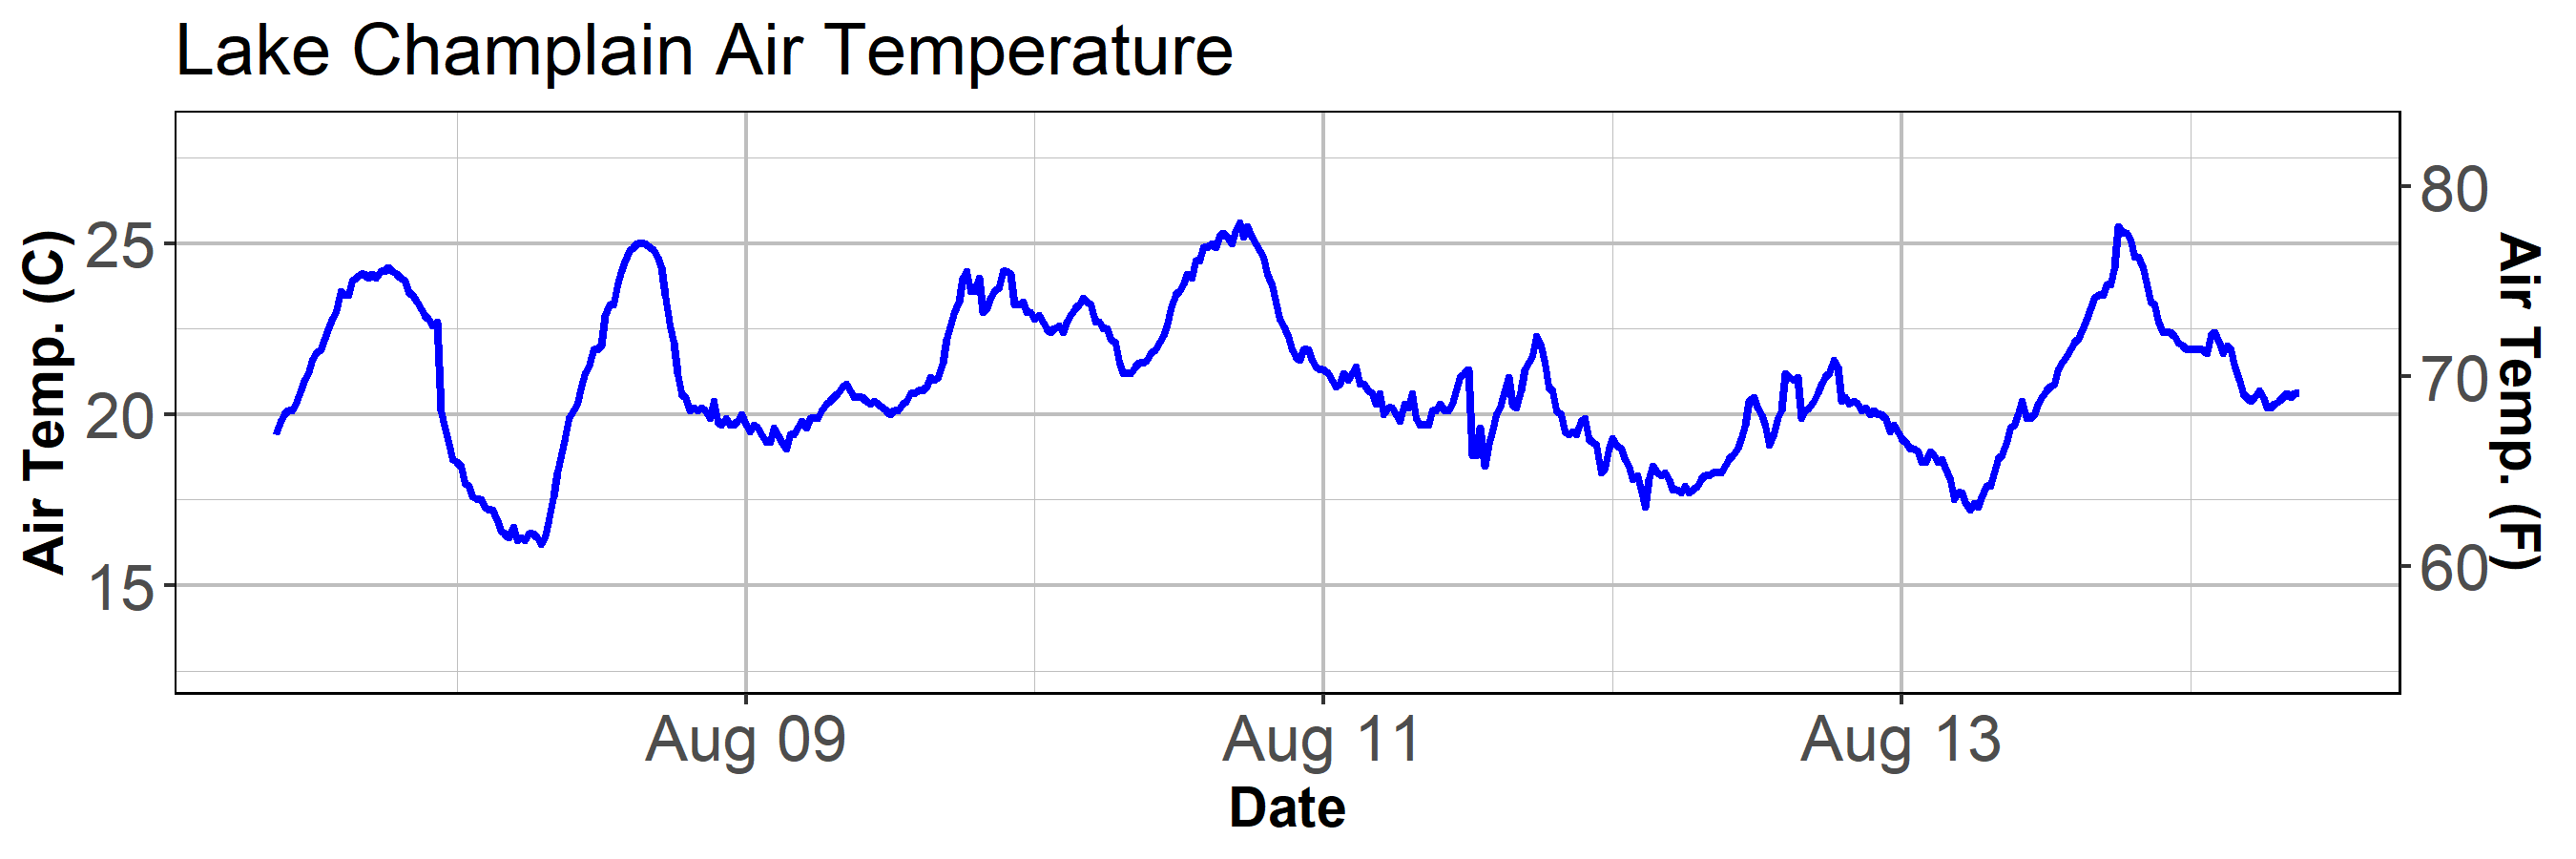 Lake Champlain Air Temperature
Air Temp. (C)
25
20
15
80
70
60
Air Temp. (F)
Aug 09 Aug 11 Aug 13
Date